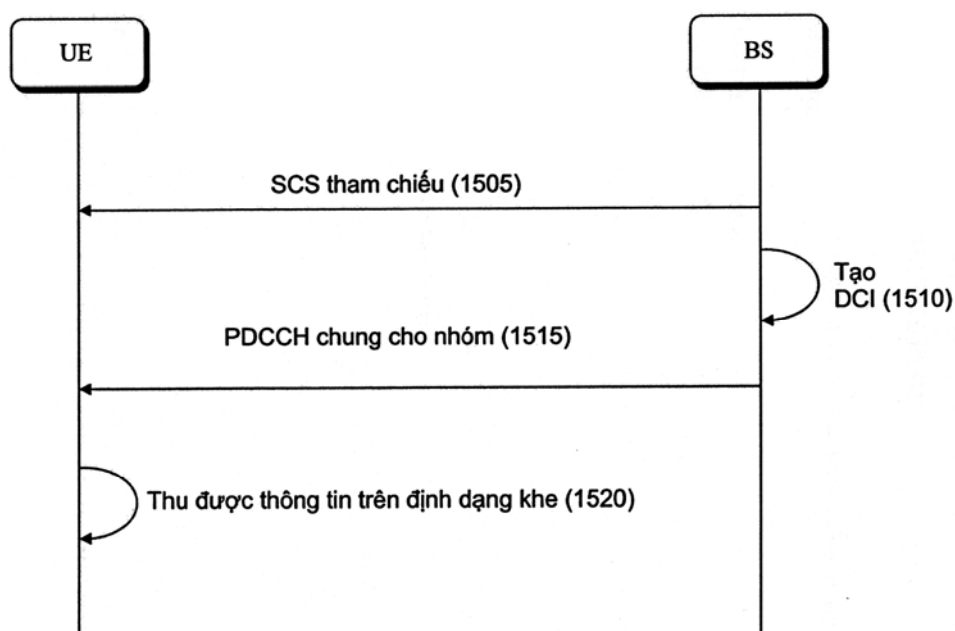 UE
BS
SCS tham chiếu (1505)
Tạo
DCI (1510)
PDCCH chung cho nhóm (1515)
Thu được thông tin trên định dạng khe (1520)